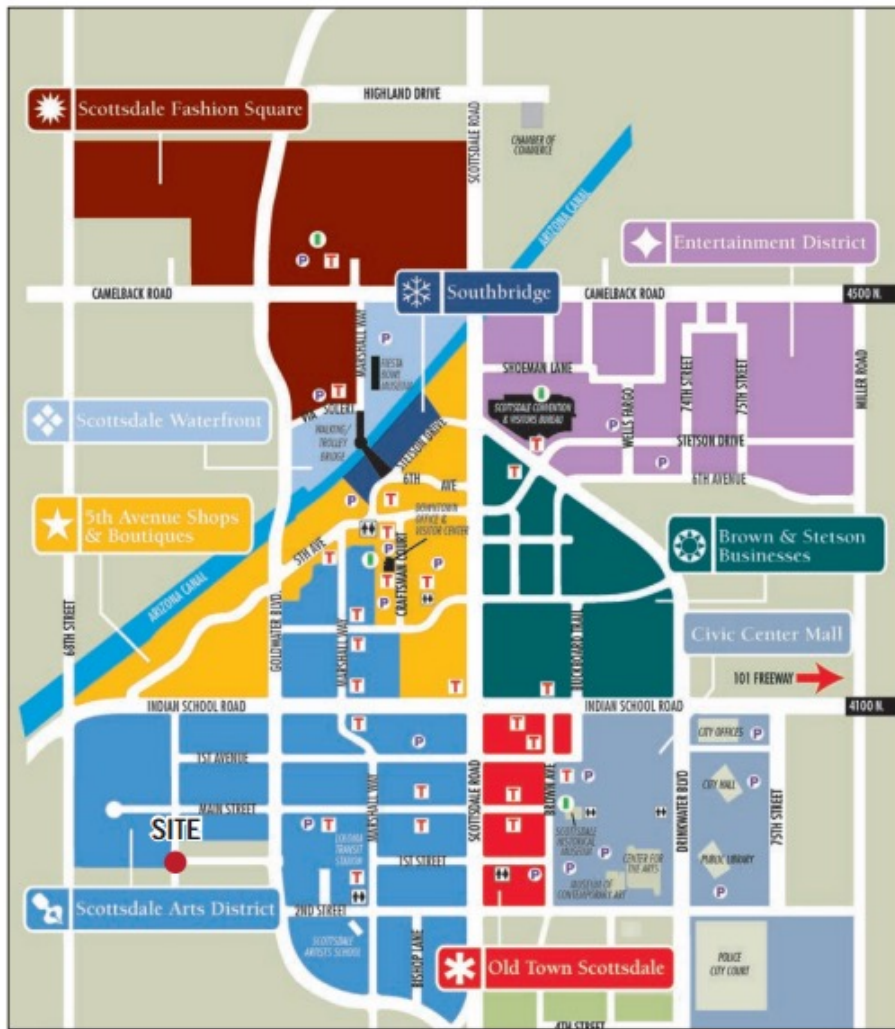 HIGHLAND DRIVE
Scottsdale Fashion Square
SCOTTSDALE ROAD
CHAMBER OF
COMMERCE
ARIZONA CANAL
Entertainment District
P
T
Southbridge
CAMELBACK ROAD
CAMELBACK ROAD
4500 N.
MARSHALL WAY
P
P
SHOEMAN LANE
74TH STREET
75TH STREET
MILLER ROAD
FIESTA
BOWL
MUSEUM
P
T
VIA SOLERI
SCOTTSDALE CONVENTION
& VISITORS BUREAU
WELLS FARGO
P
Scottsdale Waterfront
WALKING/
TROLLEY
BRIDGE
STETSON DRIVE
T
STETSON DRIVE
P
6TH AVE
T
6TH AVENUE
P
T
5th Avenue Shops
& Boutiques
DOWNTOWN
OFFICE &
VISITOR CENTER
Brown & Stetson
Businesses
5TH AVE
T
P
T
P
T
T
P
CRAFTSMAN COURT
ARIZONA CANAL
68TH STREET
GOLDWATER BLVD
MARSHALL WAY
T
T
T
T
T
BUCKBOARD TRAIL
Civic Center Mall
101 FREEWAY
INDIAN SCHOOL ROAD
INDIAN SCHOOL ROAD
4100 N.
T
P
T
T
T
CITY OFFICES
P
1ST AVENUE
MARSHALL WAY
SCOTTSDALE ROAD
BROWN AVE
T
P
DRINKWATER BLVD
CITY HALL
P
75TH STREET
MAIN STREET
T
T
SITE
P
T
LOLOMA
TRANSIT
STATION
SCOTTSDALE
HISTORICAL
MUSEUM
P
P
1ST STREET
CENTER FOR
THE ARTS
PUBLIC LIBRARY
P
T
P
MUSEUM OF
CONTEMPORARY ART
Scottsdale Arts District
2ND STREET
SCOTTSDALE
ARTISTS SCHOOL
BISHOP LANE
Old Town Scottsdale
POLICE
CITY COURT
4TH STREET